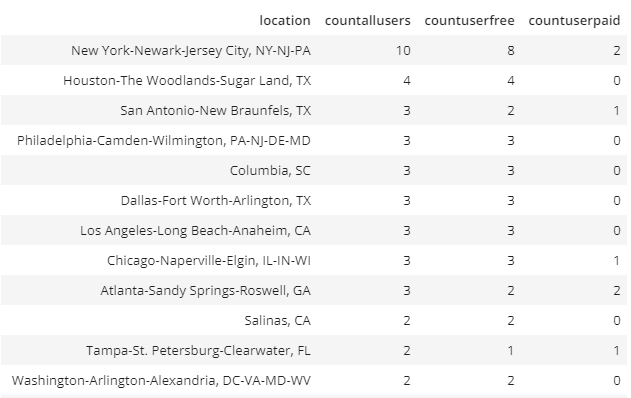 location countallusers countuserfree countuserpaid
New York-Newark-Jersey City, NY-NJ-PA 10 8 2
Houston-The Woodlands-Sugar Land, TX 4 4 0
San Antonio-New Braunfels, TX 3 2 1
Philadelphia-Camden-Wilmington, PA-NJ-DE-MD 3 3 0
Columbia, SC 3 3 0
Dallas-Fort Worth-Arlington, TX 3 3 0
Los Angeles-Long Beach-Anaheim, CA 3 3 0
Chicago-Naperville-Elgin, IL-IN-WI 3 3 1
Atlanta-Sandy Springs-Roswell, GA 3 2 2
Salinas, CA 2 2 0
Tampa-St. Petersburg-Clearwater, FL 2 1 1
Washington-Arlington-Alexandria, DC-VA-MD-WV 2 2 0